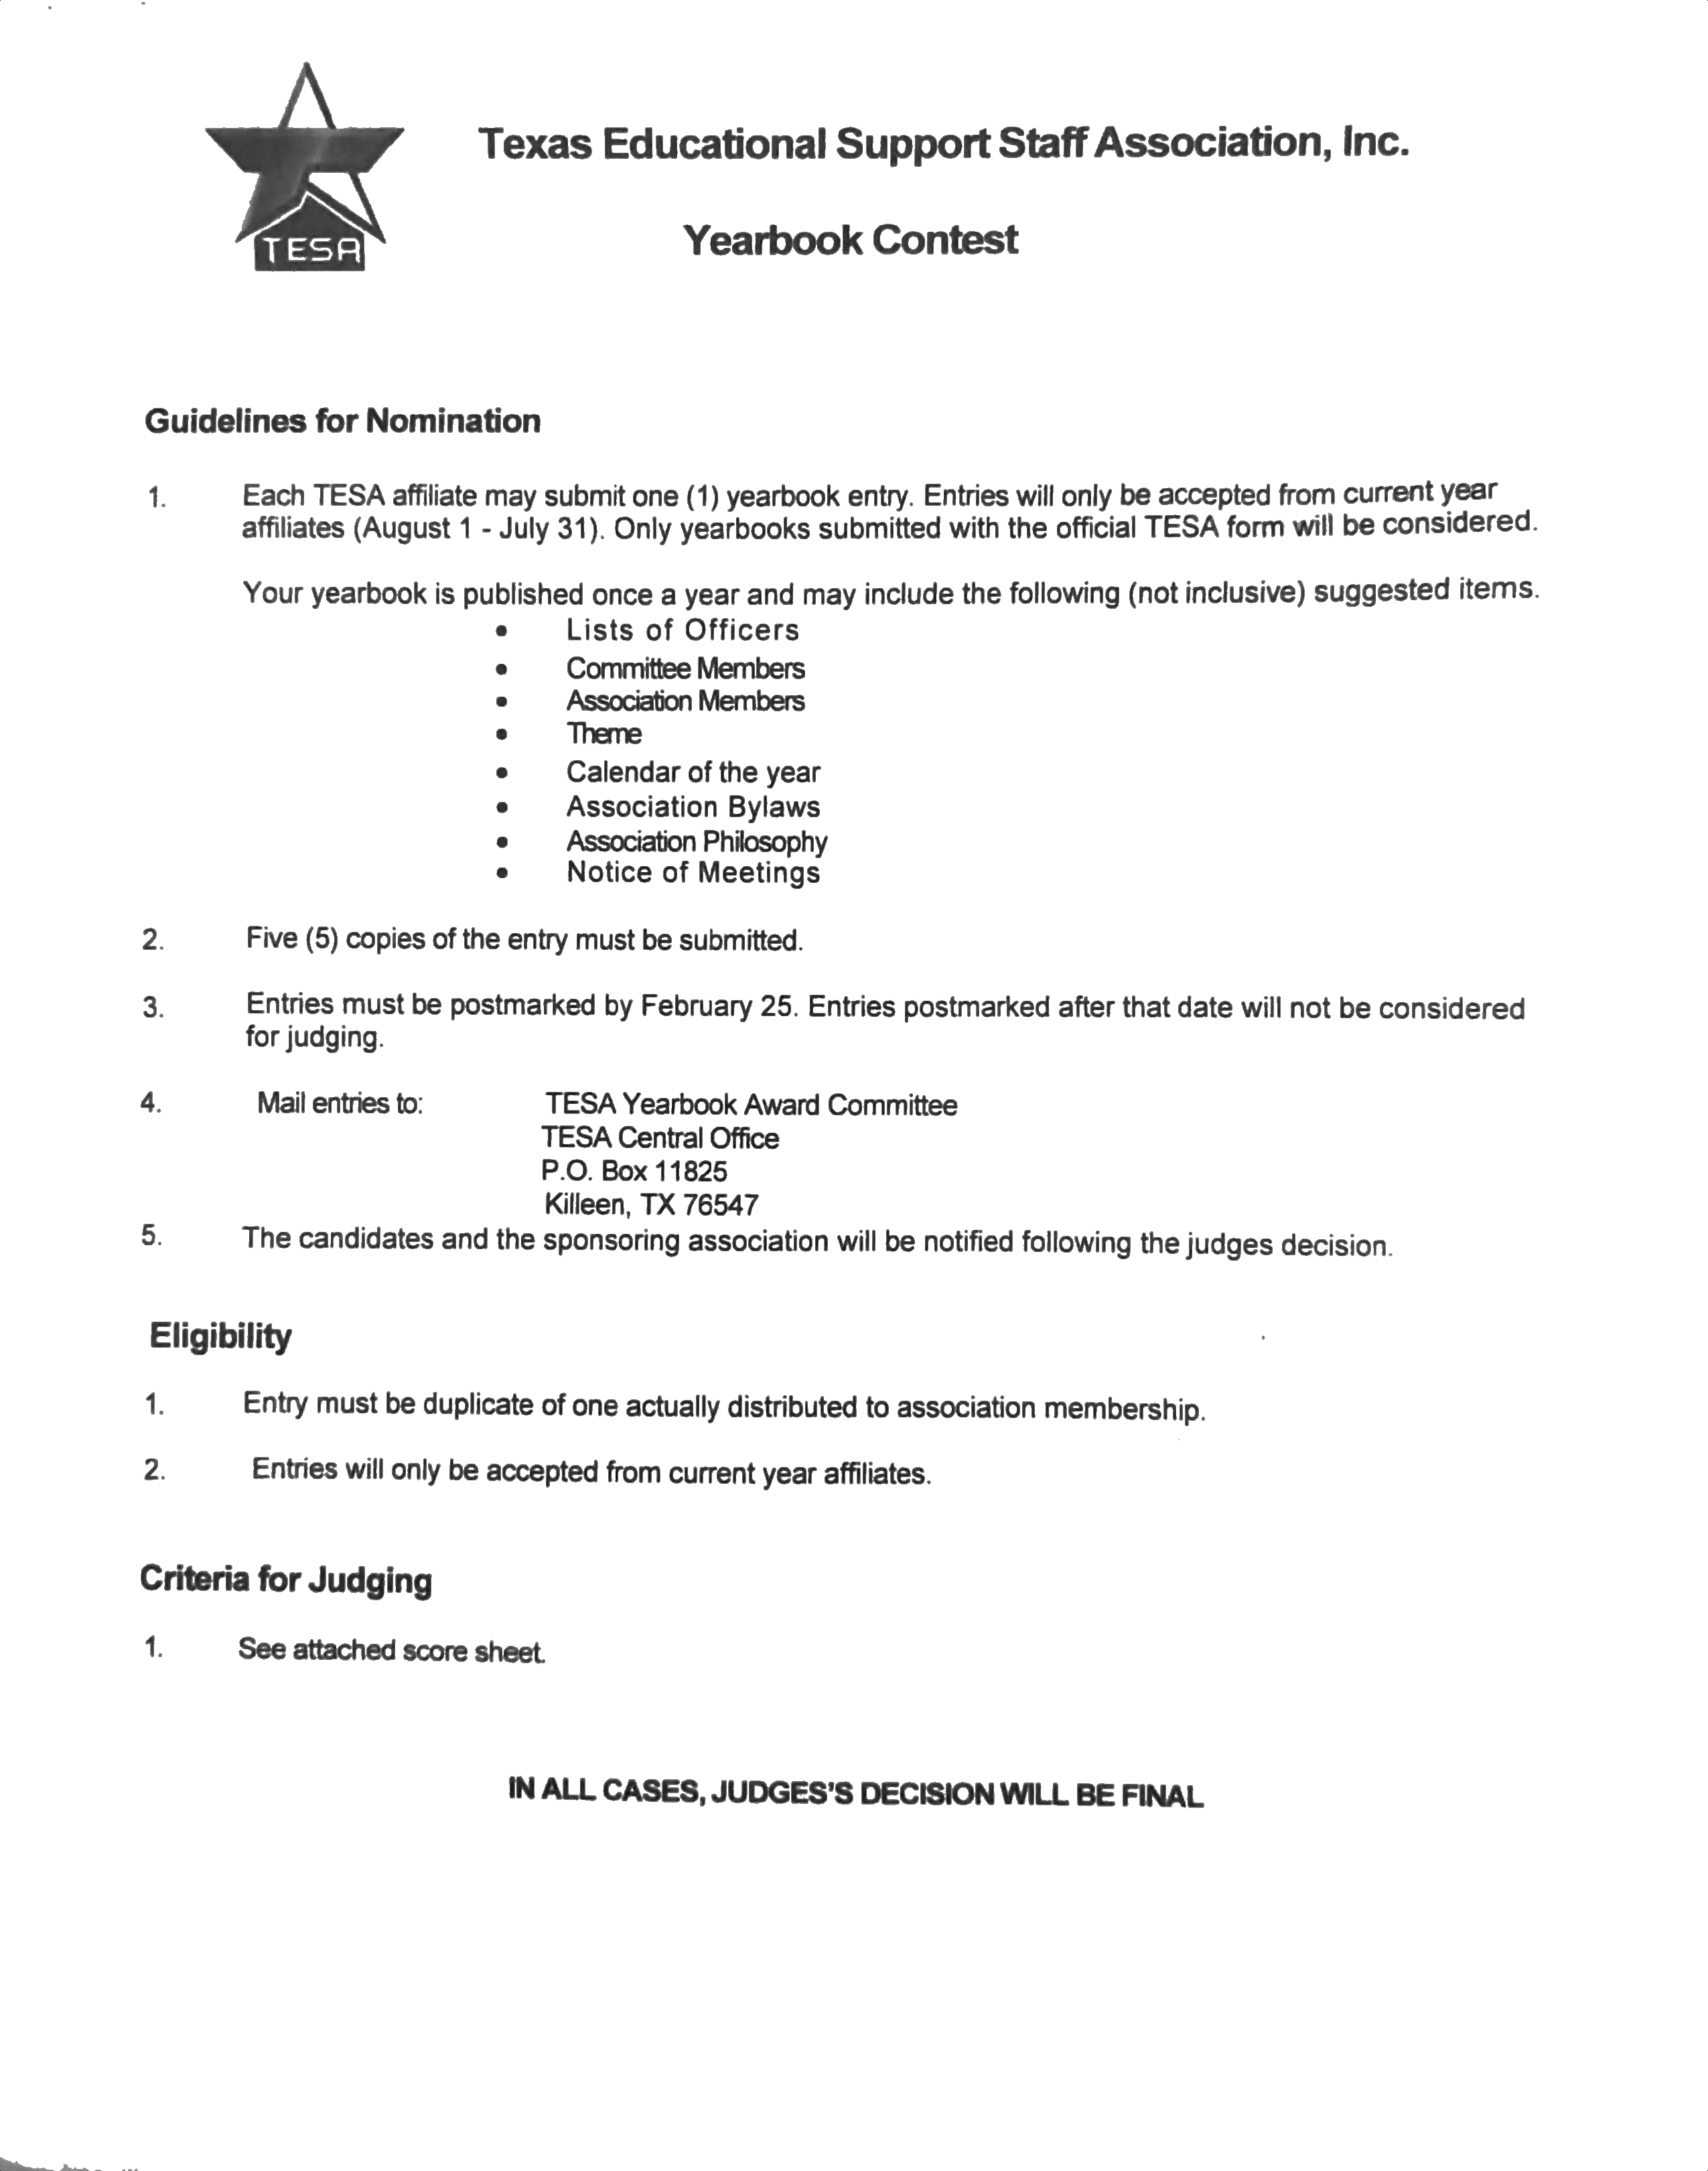 TESA
Texas Educational Support Staff Association, Inc.
Yearbook Contest
Guidelines for Nomination
1. Each TESA affiliate may submit one (1) yearbook entry. Entries will only be accepted from current year
affiliates (August 1 - July 31). Only yearbooks submitted with the official TESA form will be considered.
Your yearbook is published once a year and may include the following (not inclusive) suggested items.
• Lists of Officers
• Committee Members
• Association Members
• Theme
• Calendar of the year
• Association Bylaws
• Association Philosophy
• Notice of Meetings
2. Five (5) copies of the entry must be submitted.
3. Entries must be postmarked by February 25. Entries postmarked after that date will not be considered
for judging.
4. Mail entries to: TESA Yearbook Award Committee
TESA Central Office
P.O. Box 11825
Killeen, TX 76547
5. The candidates and the sponsoring association will be notified following the judges decision.
Eligibility
1. Entry must be duplicate of one actually distributed to association membership.
2. Entries will only be accepted from current year affiliates.
Criteria for Judging
1. See attached score sheet.
IN ALL CASES, JUDGES'S DECISION WILL BE FINAL